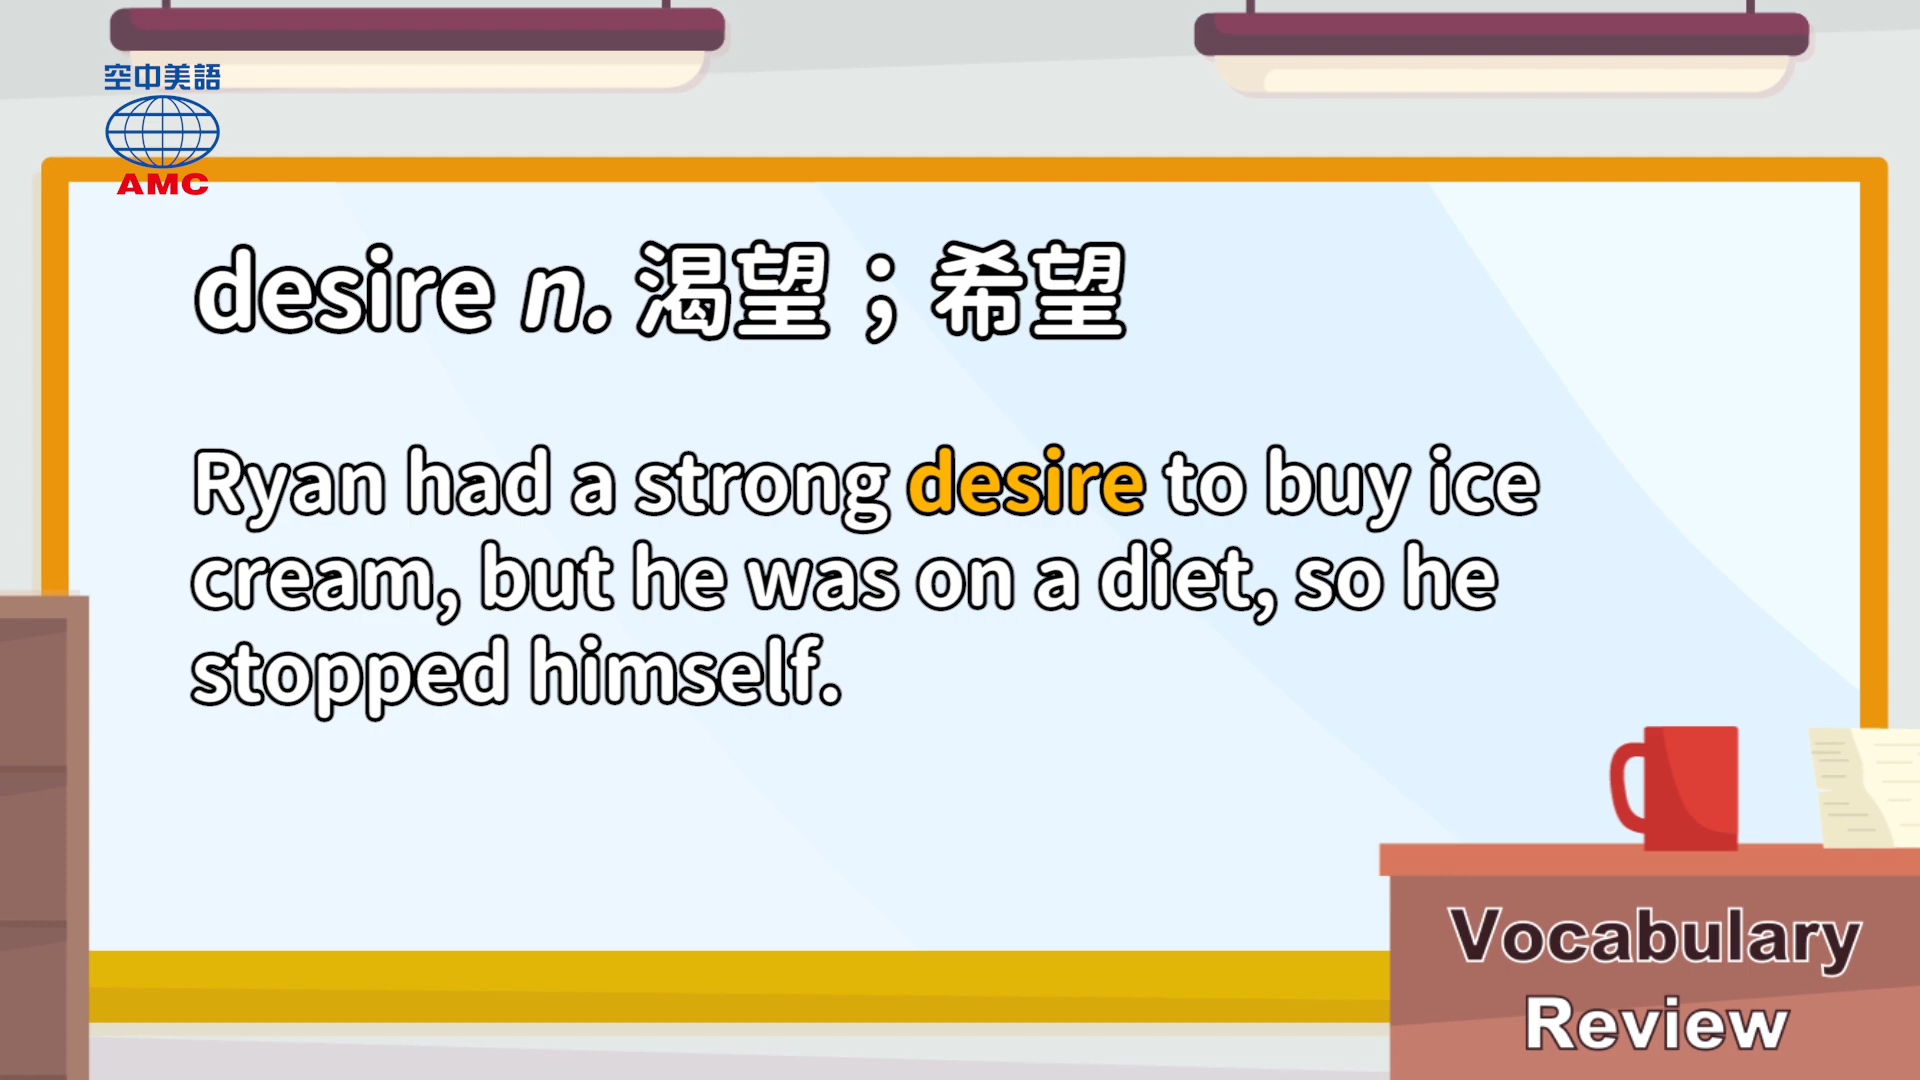 空中美語
AMC
desire n. 渴望；希望
Ryan had a strong desire to buy ice
cream, but he was on a diet, so he
stopped himself.
Vocabulary
Review